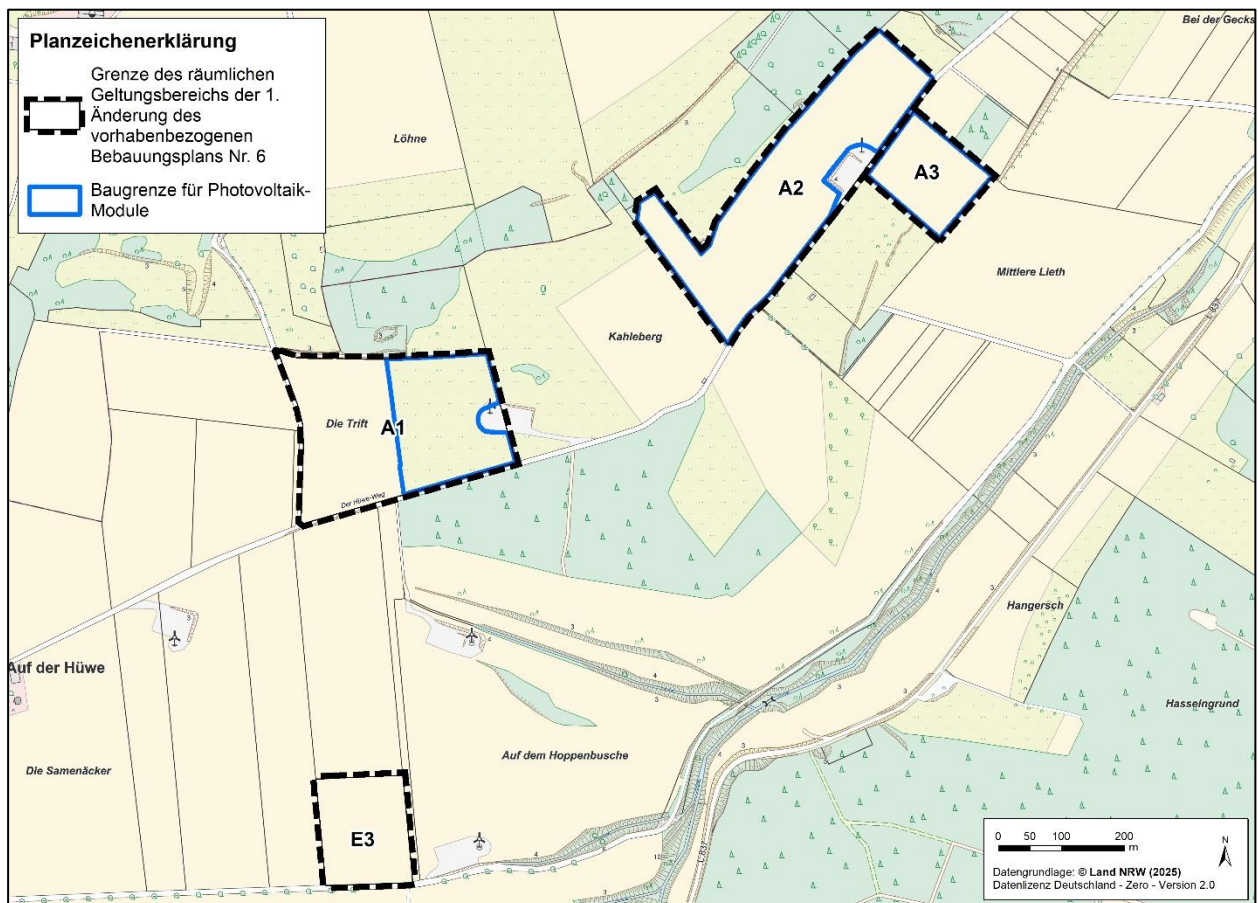 Planzeichenerklärung
Grenze des räumlichen
Geltungsbereichs der 1.
Änderung des
vorhabenbezogenen
Bebauungsplans Nr. 6
Baugrenze für Photovoltaik-
Module
Bei der Gecks
Löhne
A2
A3
Mittlere Lieth
L 837
Kahleberg
Die Trift
A1
Der Hüwe-Weg
Hangersch
Auf der Hüwe
Hasselngrund
Die Samenäcker
Auf dem Hoppenbusche
E3
L 837
0 50 100 200
m
N
Datengrundlage: © Land NRW (2025)
Datenlizenz Deutschland - Zero - Version 2.0